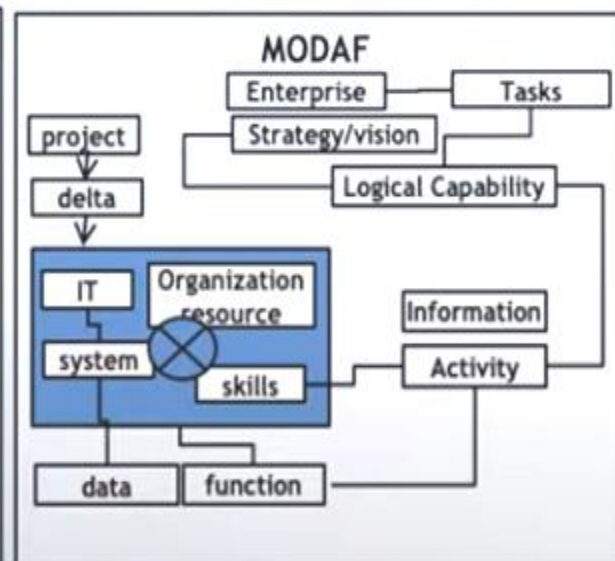 MODAF
Enterprise
Tasks
project
Strategy/vision
delta
Logical Capability
IT
Organization
resource
Information
system
skills
Activity
data
function